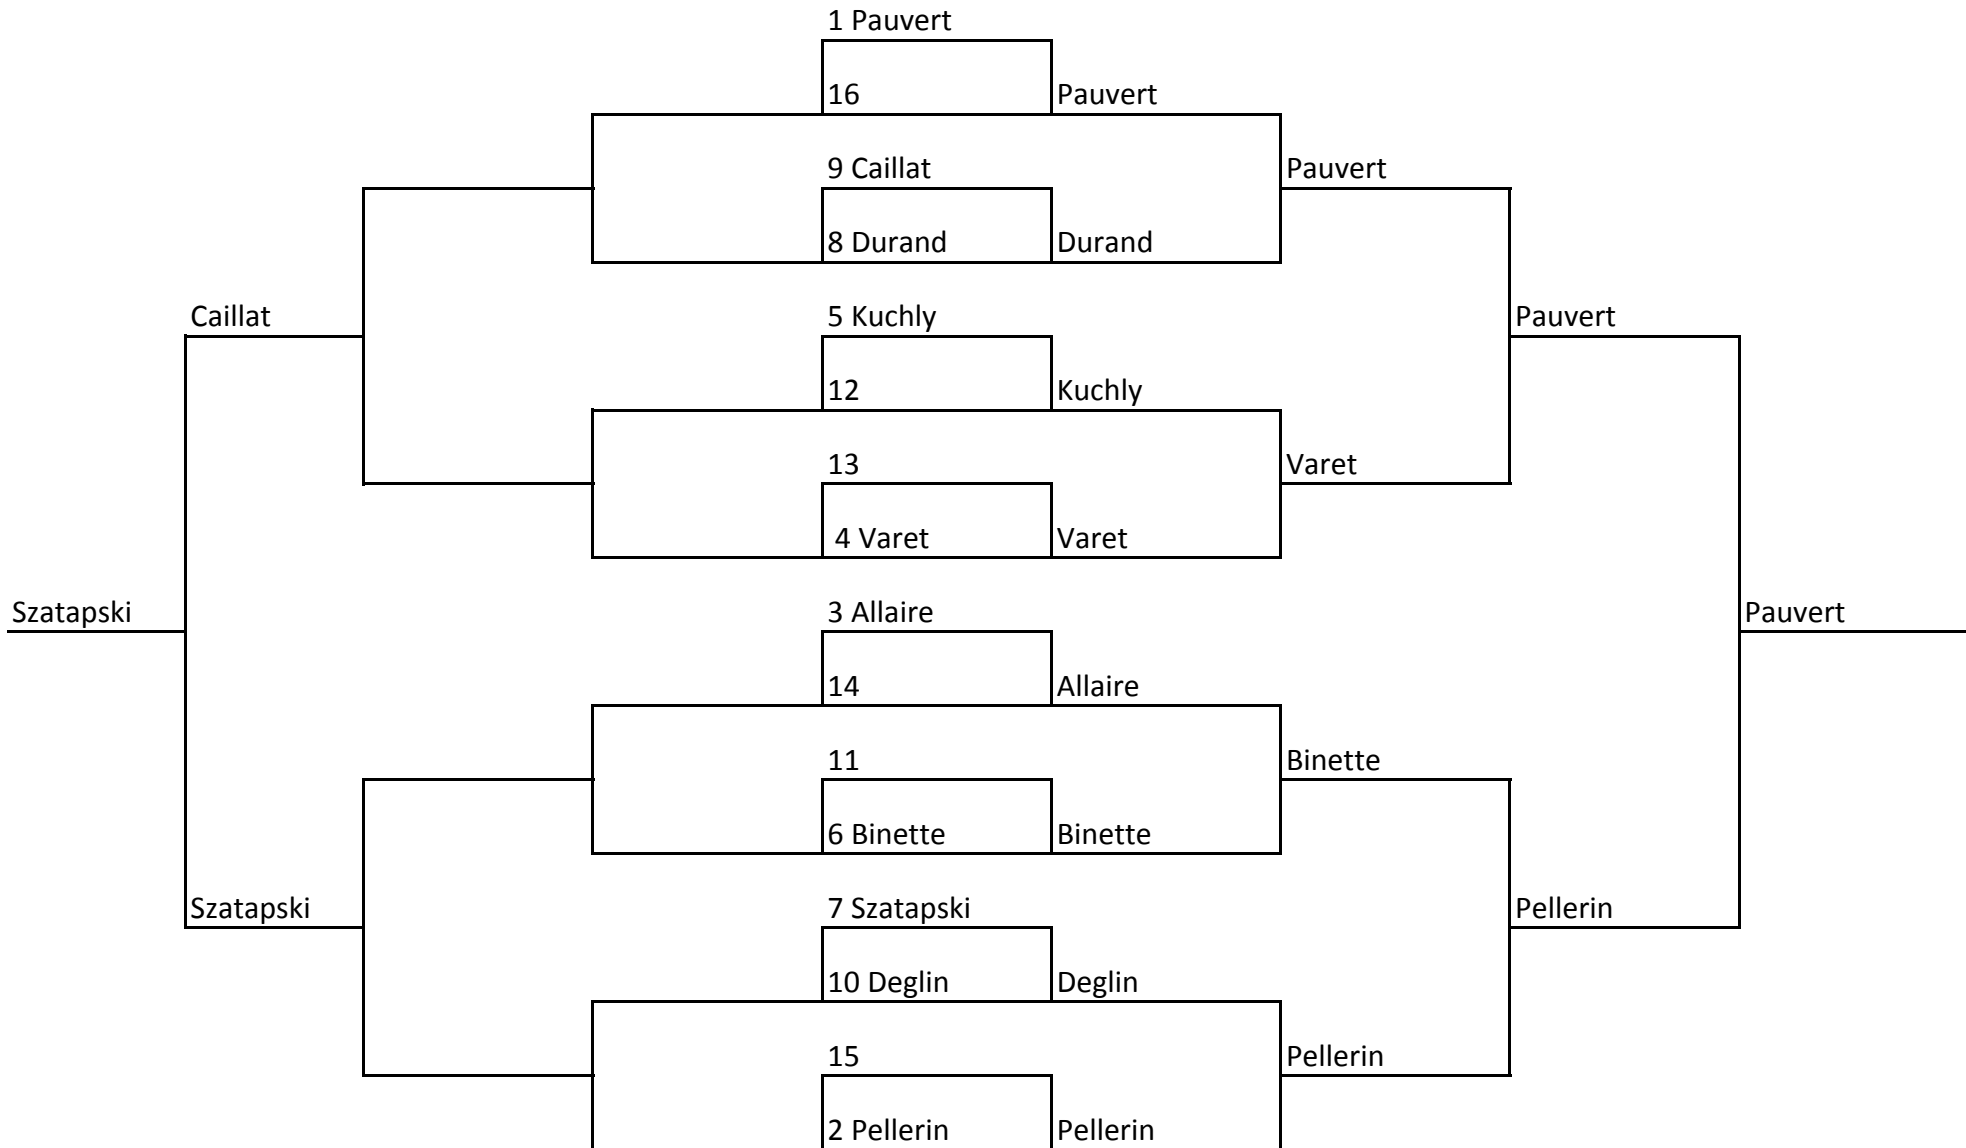 1 Pauvert
16 Pauvert
9 Caillat Pauvert
8 Durand Durand
Caillat 5 Kuchly Pauvert
12 Kuchly
13 Varet
4 Varet Varet
Szatapski 3 Allaire Pauvert
14 Allaire
11 Binette
6 Binette Binette
Szatapski 7 Szatapski Pellerin
10 Deglin Deglin
15 Pellerin
2 Pellerin Pellerin